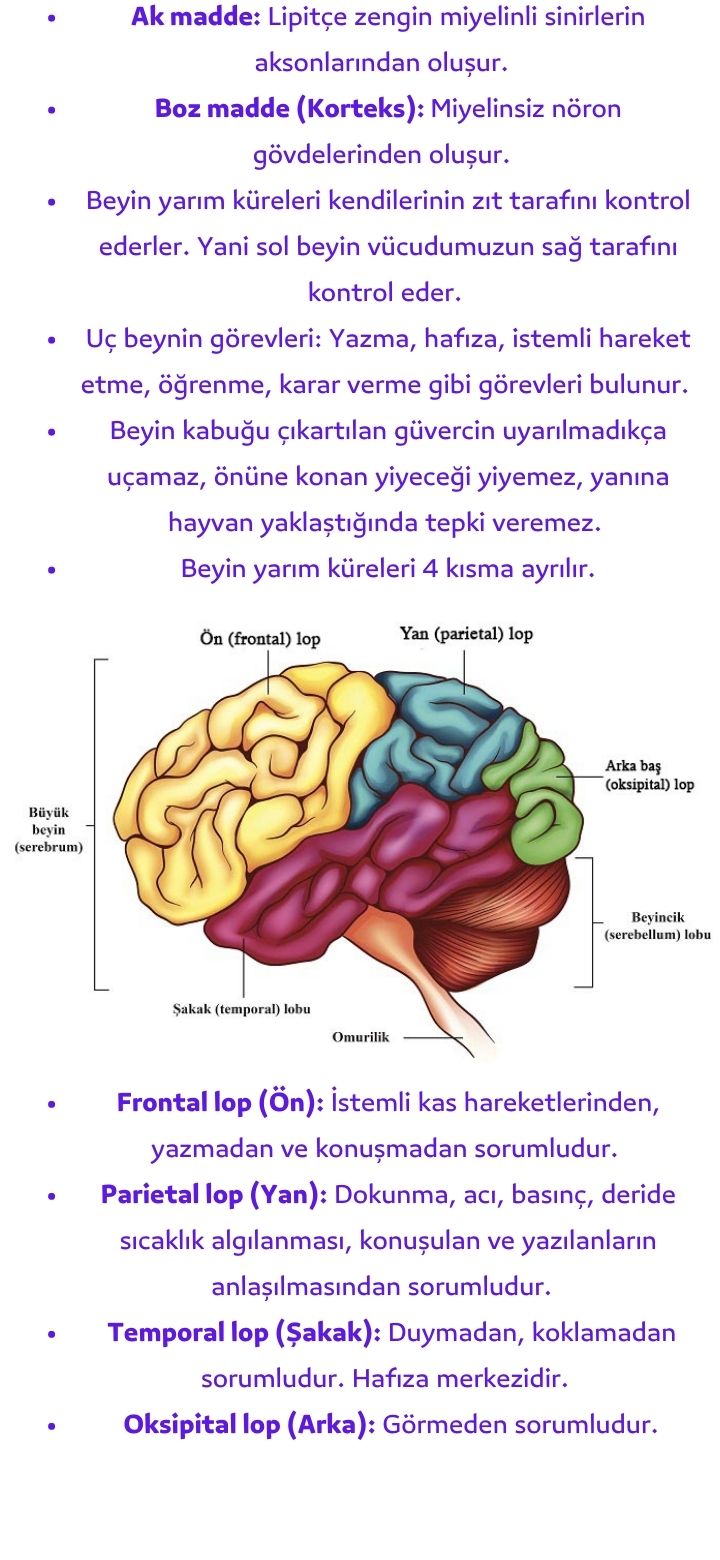 • Ak madde: Lipitçe zengin miyelinli sinirlerin
aksonlarından oluşur.
• Boz madde (Korteks): Miyelinsiz nöron
gövdelerinden oluşur.
• Beyin yarım küreleri kendilerinin zıt tarafını kontrol
ederler. Yani sol beyin vücudumuzun sağ tarafını
kontrol eder.
• Uç beynin görevleri: Yazma, hafıza, istemli hareket
etme, öğrenme, karar verme gibi görevleri bulunur.
• Beyin kabuğu çıkartılan güvercin uyarılmadıkça
uçamaz, önüne konan yiyeceği yiyemez, yanına
hayvan yaklaştığında tepki veremez.
• Beyin yarım küreleri 4 kısma ayrılır.
Ön (frontal) lop
Yan (parietal) lop
Arka baş
(oksipital) lop
Büyük
beyin
(serebrum)
Beyincik
(serebellum) lobu
Şakak (temporal) lobu
Omurilik
• Frontal lop (Ön): İstemli kas hareketlerinden,
yazmadan ve konuşmadan sorumludur.
• Parietal lop (Yan): Dokunma, acı, basınç, deride
sıcaklık algılanması, konuşulan ve yazılanların
anlaşılmasından sorumludur.
• Temporal lop (Şakak): Duymadan, koklamadan
sorumludur. Hafıza merkezidir.
• Oksipital lop (Arka): Görmeden sorumludur.